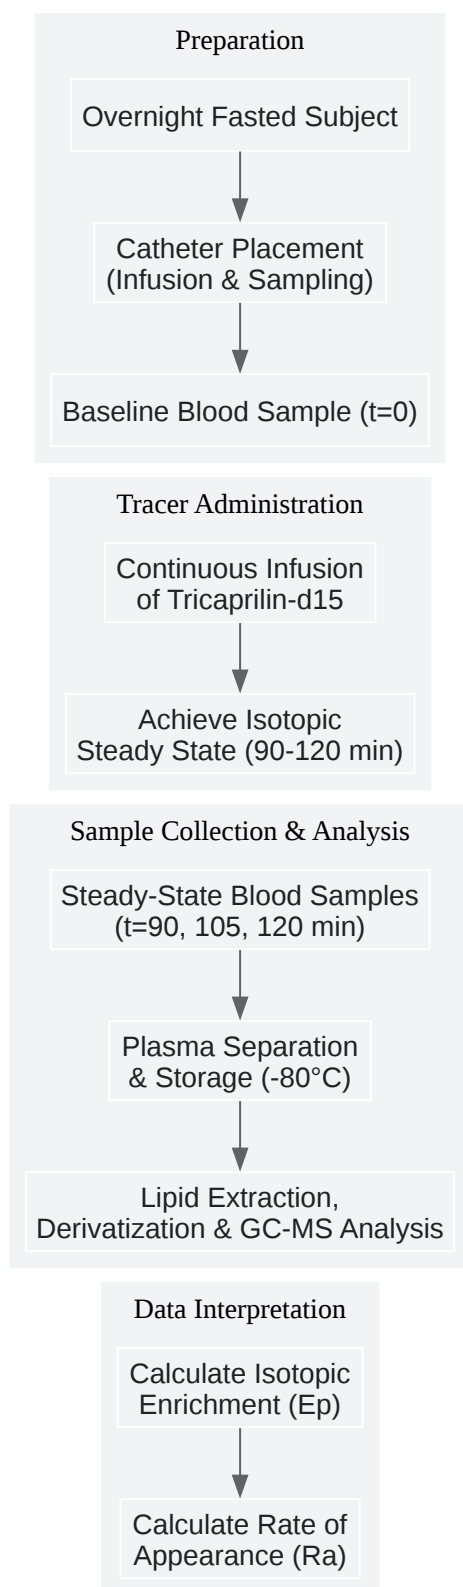 Preparation
Overnight Fasted Subject
Catheter Placement
(Infusion & Sampling)
Baseline Blood Sample (t=0)
Tracer Administration
Continuous Infusion
of Tricaprilin-d15
Achieve Isotopic
Steady State (90-120 min)
Sample Collection & Analysis
Steady-State Blood Samples
(t=90, 105, 120 min)
Plasma Separation
& Storage (-80°C)
Lipid Extraction,
Derivatization & GC-MS Analysis
Data Interpretation
Calculate Isotopic
Enrichment (Ep)
Calculate Rate of
Appearance (Ra)